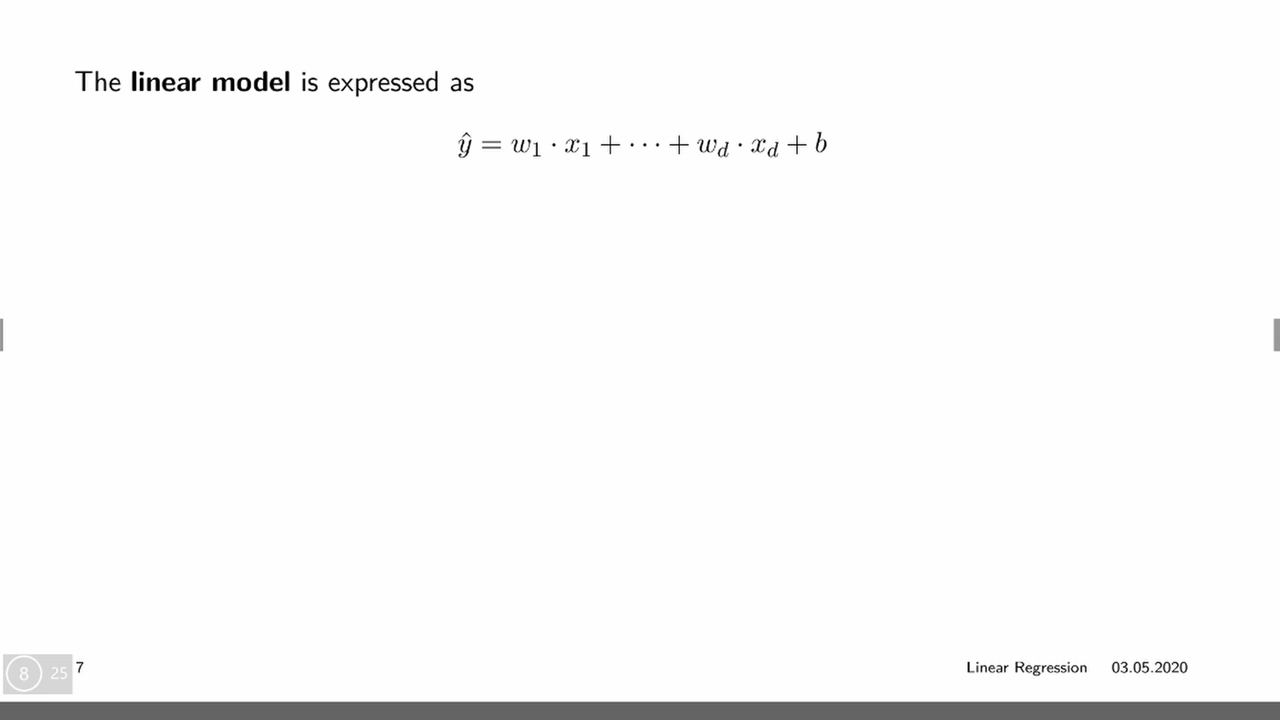 The linear model is expressed as
ŷ = w₁ · x₁ + · · · + w_d · x_d + b
8 25 7 Linear Regression 03.05.2020